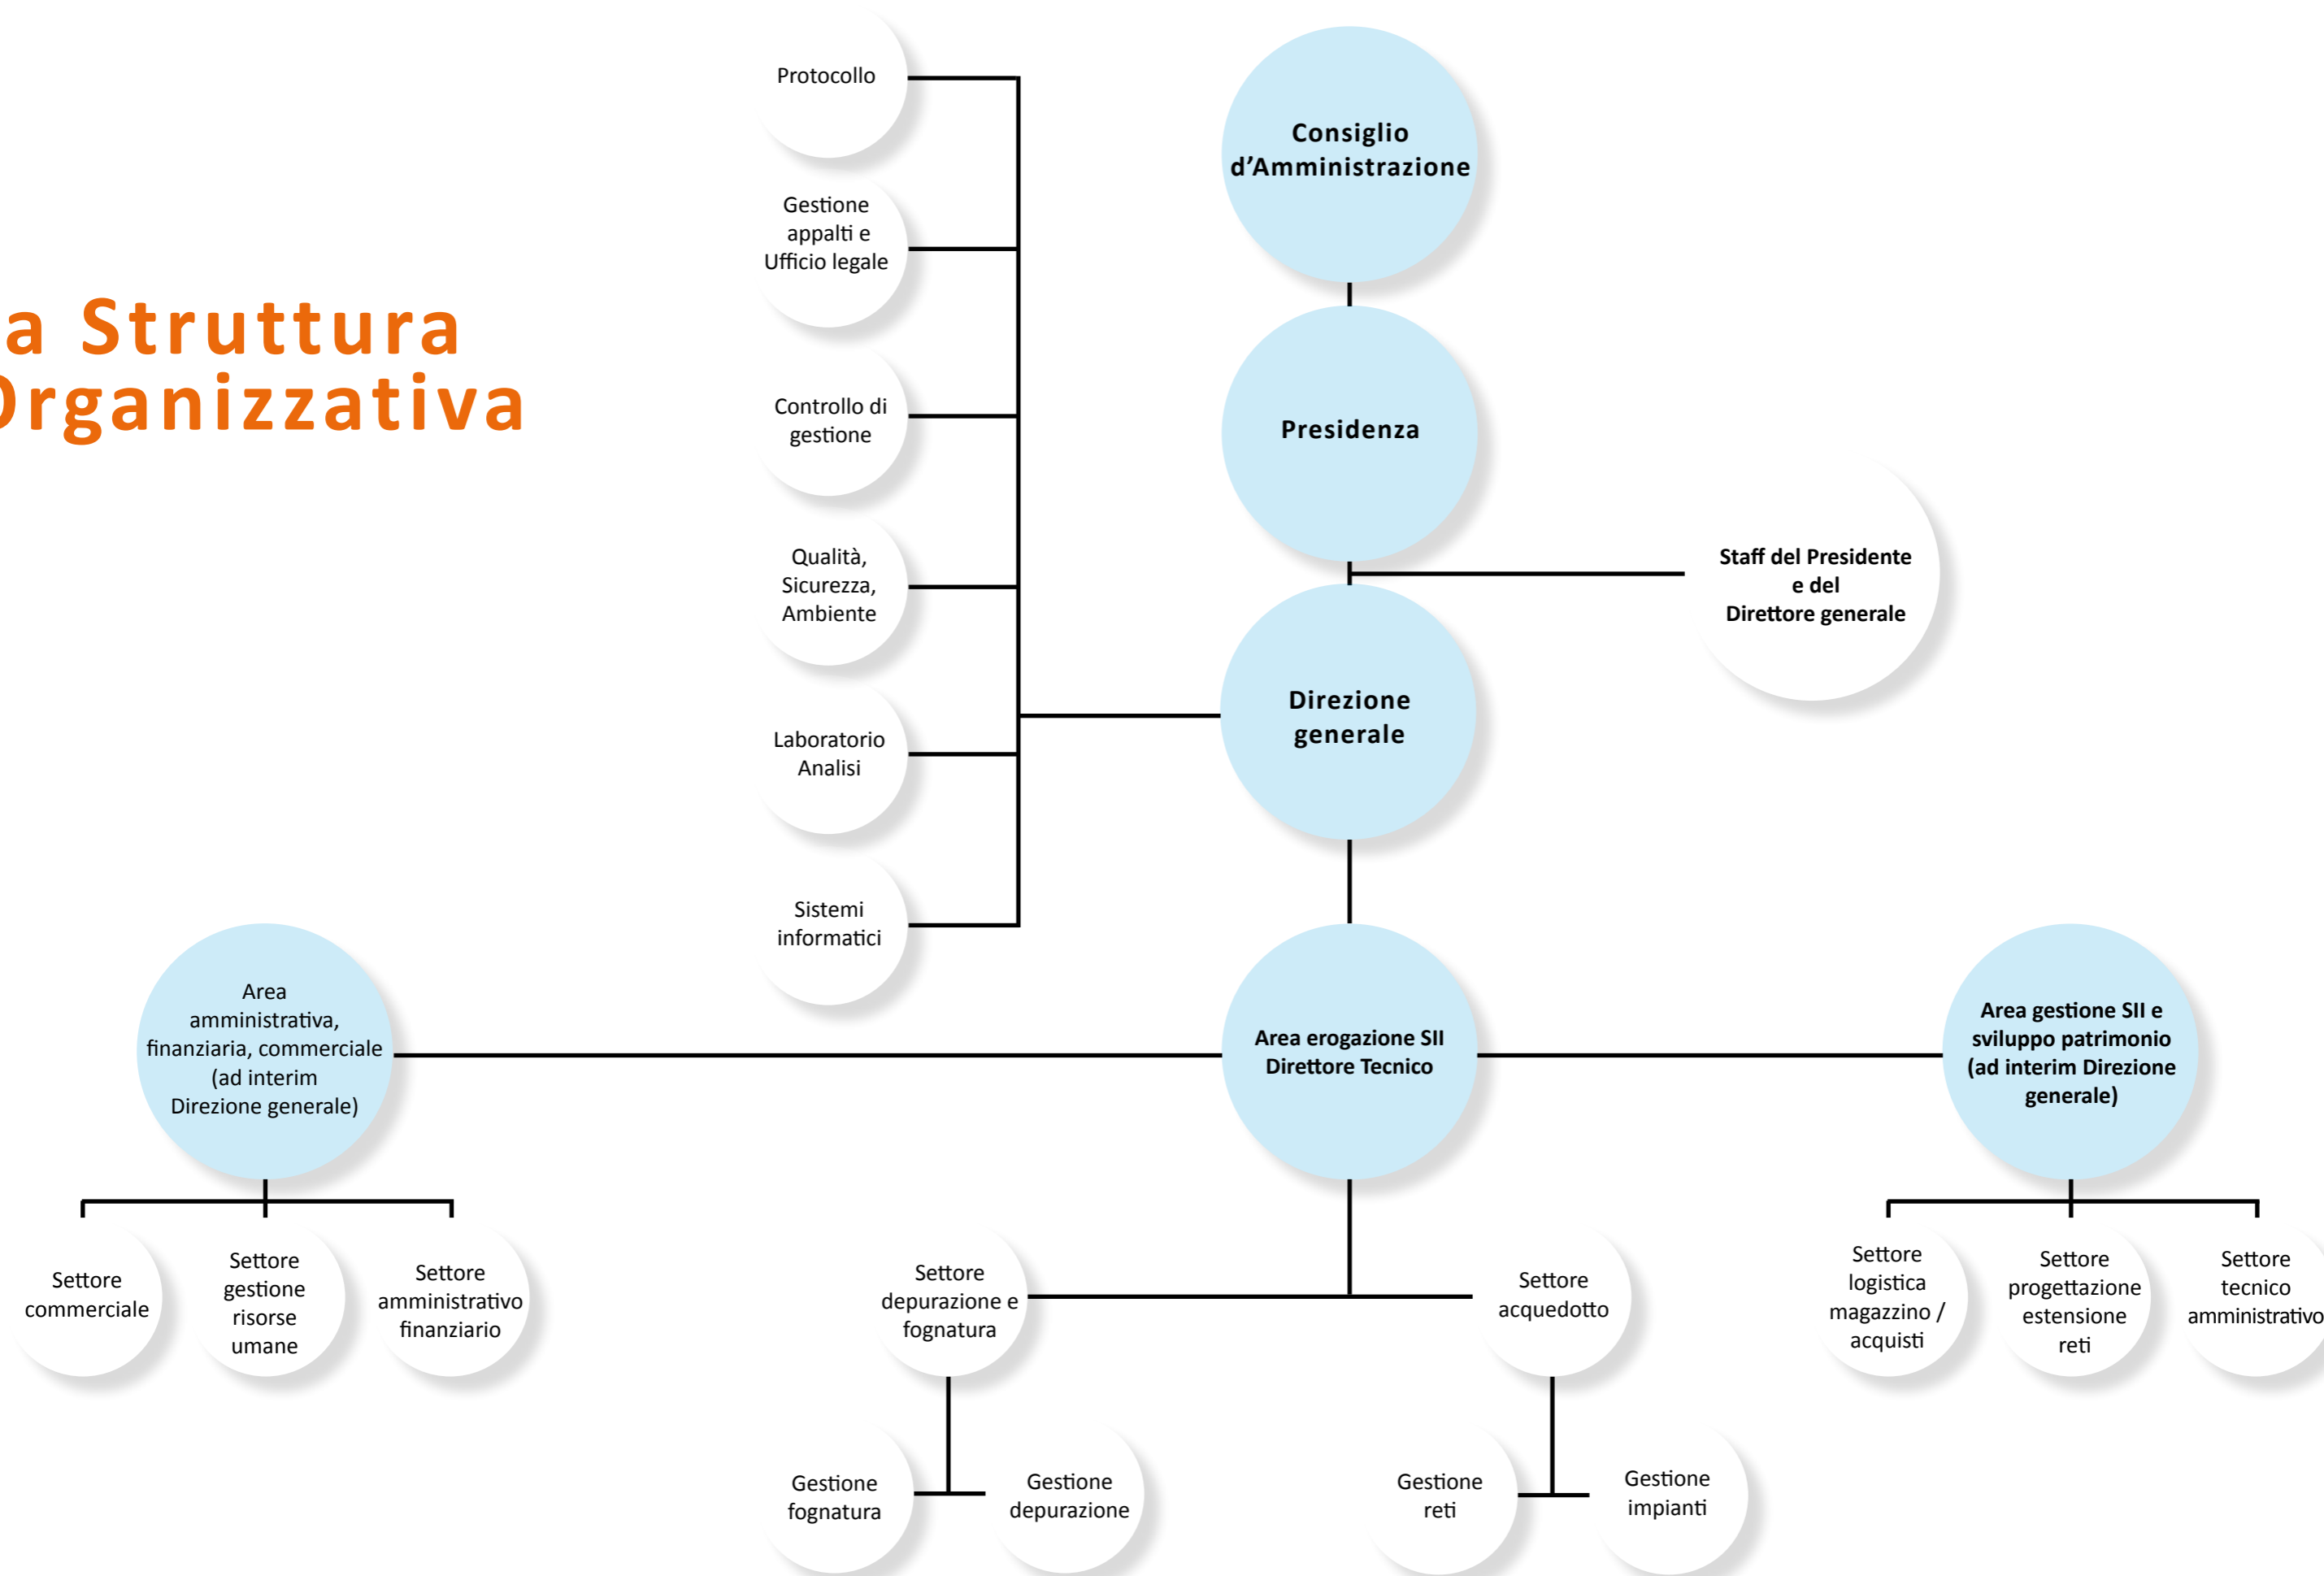 a Struttura
Organizzativa
Protocollo
Gestione
appalti e
Ufficio legale
Controllo di
gestione
Qualità,
Sicurezza,
Ambiente
Laboratorio
Analisi
Sistemi
informatici
Consiglio
d’Amministrazione
Presidenza
Staff del Presidente
e del
Direttore generale
Direzione
generale
Area
amministrativa,
finanziaria, commerciale
(ad interim
Direzione generale)
Area erogazione SII
Direttore Tecnico
Area gestione SII e
sviluppo patrimonio
(ad interim Direzione
generale)
Settore
commerciale
Settore
gestione
risorse
umane
Settore
amministrativo
finanziario
Settore
depurazione e
fognatura
Settore
acquedotto
Settore
logistica
magazzino /
acquisti
Settore
progettazione
estensione
reti
Settore
tecnico
amministrativo
Gestione
fognatura
Gestione
depurazione
Gestione
reti
Gestione
impianti